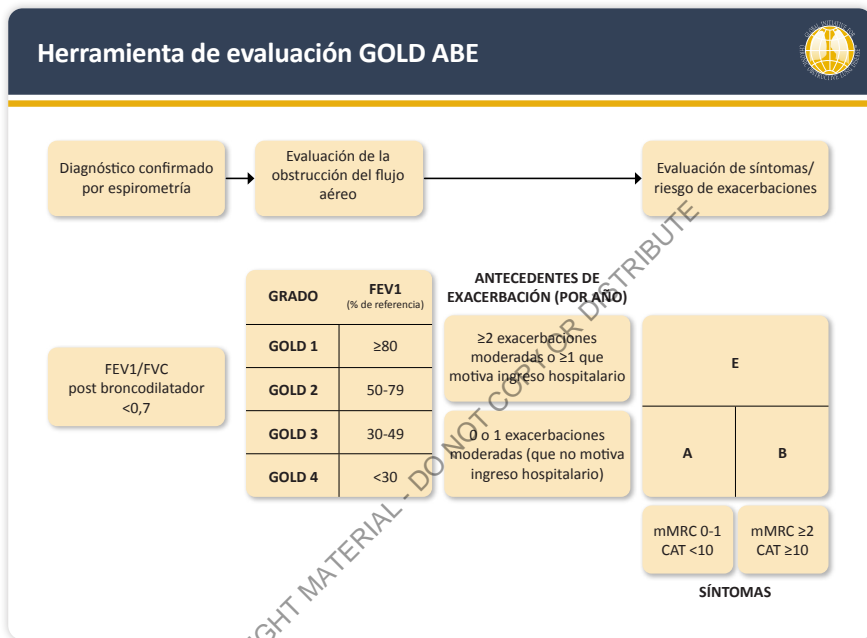 Herramienta de evaluación GOLD ABE
Diagnóstico confirmado
por espirometría
Evaluación de la
obstrucción del flujo
aéreo
Evaluación de síntomas/
riesgo de exacerbaciones
ANTECEDENTES DE
EXACERBACIÓN (POR AÑO)
GRADO
FEV1
(% de referencia)
GOLD 1
≥80
GOLD 2
50-79
GOLD 3
30-49
GOLD 4
<30
FEV1/FVC
post broncodilatador
<0,7
≥2 exacerbaciones
moderadas o ≥1 que
motiva ingreso hospitalario
0 o 1 exacerbaciones
moderadas (que no motiva
ingreso hospitalario)
E
A
B
mMRC 0-1
CAT <10
mMRC ≥2
CAT ≥10
SÍNTOMAS
MATERIAL - DO NOT COPY OR DISTRIBUTE